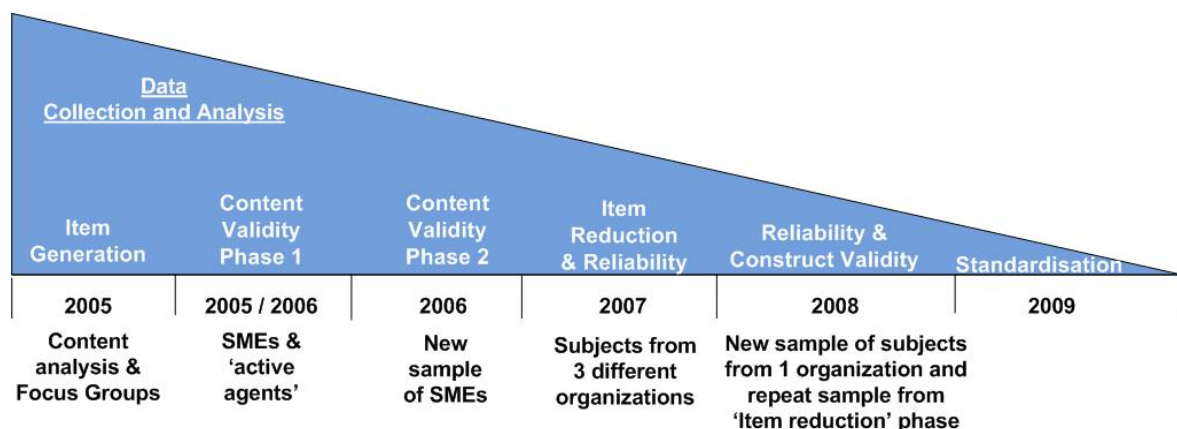 Data
Collection and Analysis
Item
Generation
Content
Validity
Phase 1
Content
Validity
Phase 2
Item
Reduction
& Reliability
Reliability &
Construct Validity
Standardisation
2005
2005 / 2006
2006
2007
2008
2009
Content
analysis &
Focus Groups
SMEs &
‘active
agents’
New
sample
of SMEs
Subjects from
3 different
organizations
New sample of subjects
from 1 organization and
repeat sample from
‘Item reduction’ phase